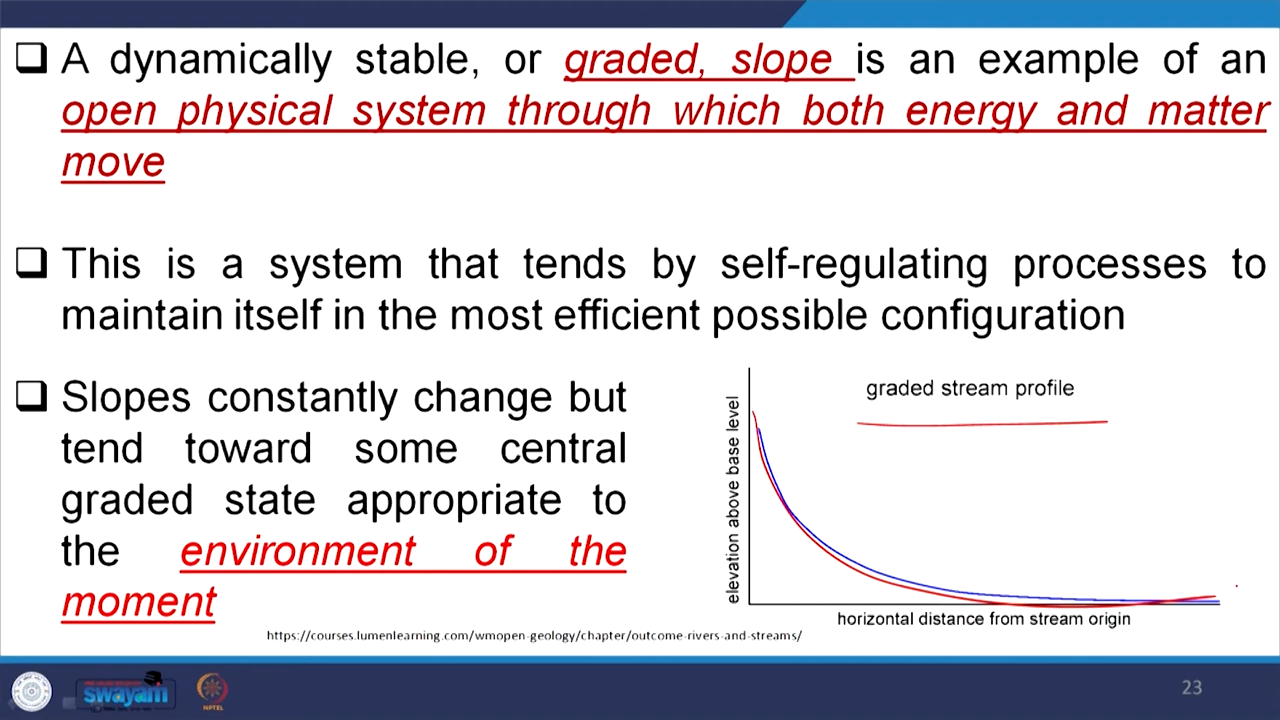 A dynamically stable, or graded, slope is an example of an
open physical system through which both energy and matter
move
This is a system that tends by self-regulating processes to
maintain itself in the most efficient possible configuration
Slopes constantly change but
tend toward some central
graded state appropriate to
the environment of the
moment
graded stream profile
elevation above base level
horizontal distance from stream origin
https://courses.lumenlearning.com/wmopen-geology/chapter/outcome-rivers-and-streams/
swayam
NPTEL
23